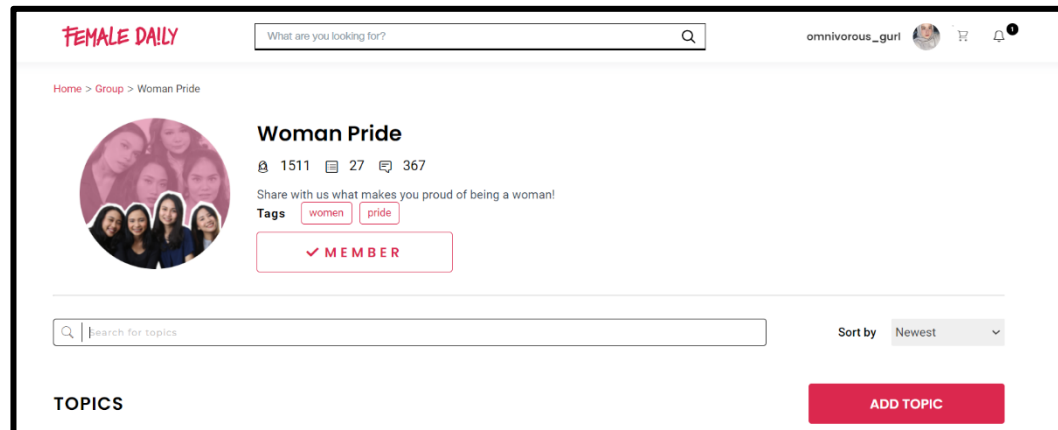 FEMALE DA!LY
What are you looking for?
omnivorous_gurl
1
Home > Group > Woman Pride
Woman Pride
1511 27 367
Share with us what makes you proud of being a woman!
Tags women pride
MEMBER
Search for topics
Sort by Newest
TOPICS
ADD TOPIC